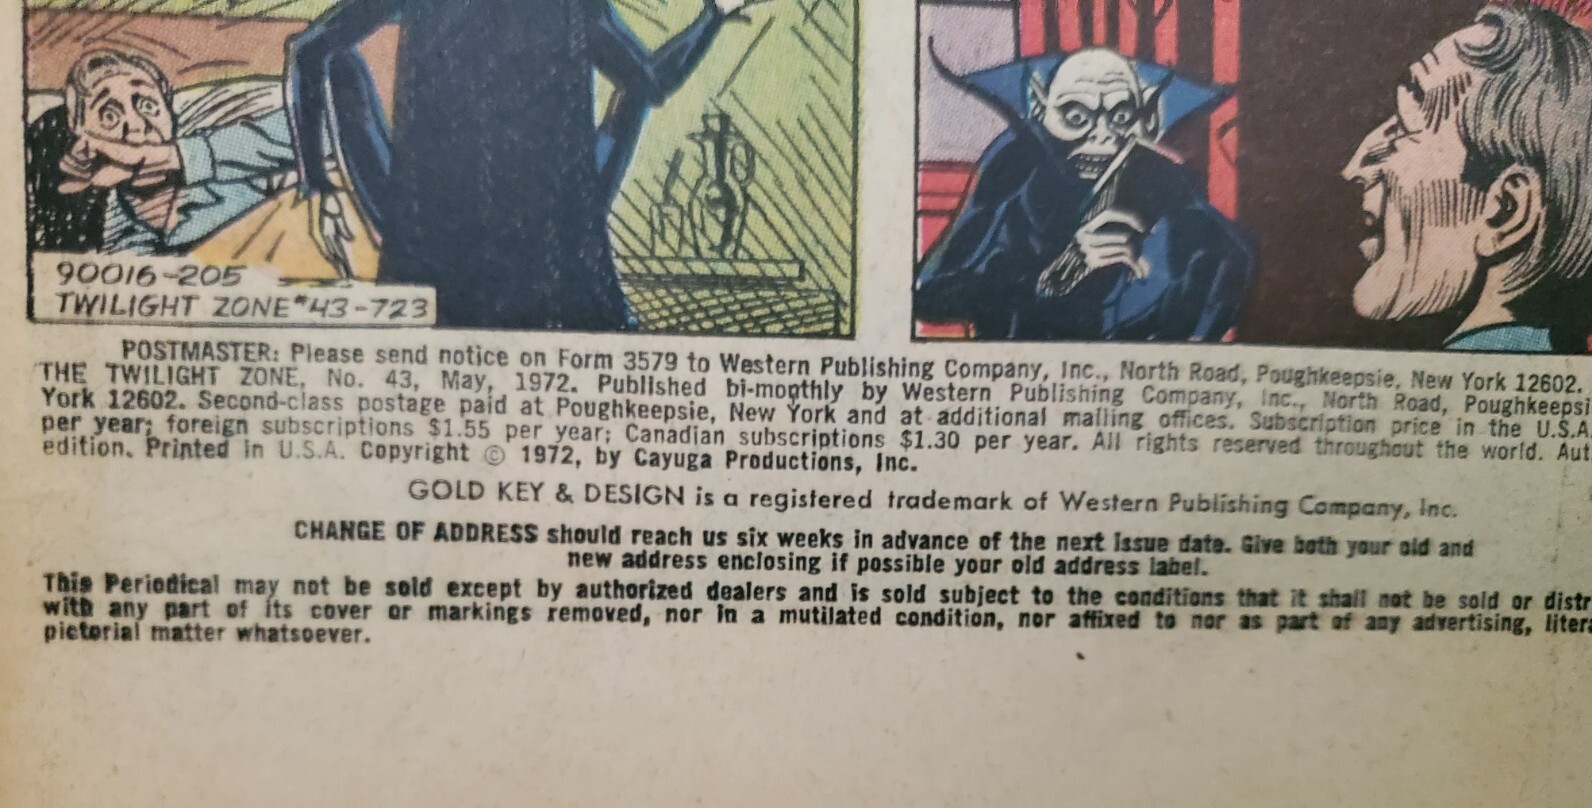 90016-205
TWILIGHT ZONE #43-723
POSTMASTER: Please send notice on Form 3579 to Western Publishing Company, Inc., North Road, Poughkeepsie, New York 12602.
THE TWILIGHT ZONE, No. 43, May, 1972. Published bi-monthly by Western Publishing Company, Inc., North Road, Poughkeepsi
York 12602. Second-class postage paid at Poughkeepsie, New York and at additional mailing offices. Subscription price in the U.S.A.
per year; foreign subscriptions $1.55 per year; Canadian subscriptions $1.30 per year. All rights reserved throughout the world. Aut
edition. Printed in U.S.A. Copyright © 1972, by Cayuga Productions, Inc.
GOLD KEY & DESIGN is a registered trademark of Western Publishing Company, Inc.
CHANGE OF ADDRESS should reach us six weeks in advance of the next issue date. Give both your old and
new address enclosing if possible your old address label.
This Periodical may not be sold except by authorized dealers and is sold subject to the conditions that it shall not be sold or distr
with any part of its cover or markings removed, nor in a mutilated condition, nor affixed to nor as part of any advertising, litera
pictorial matter whatsoever.